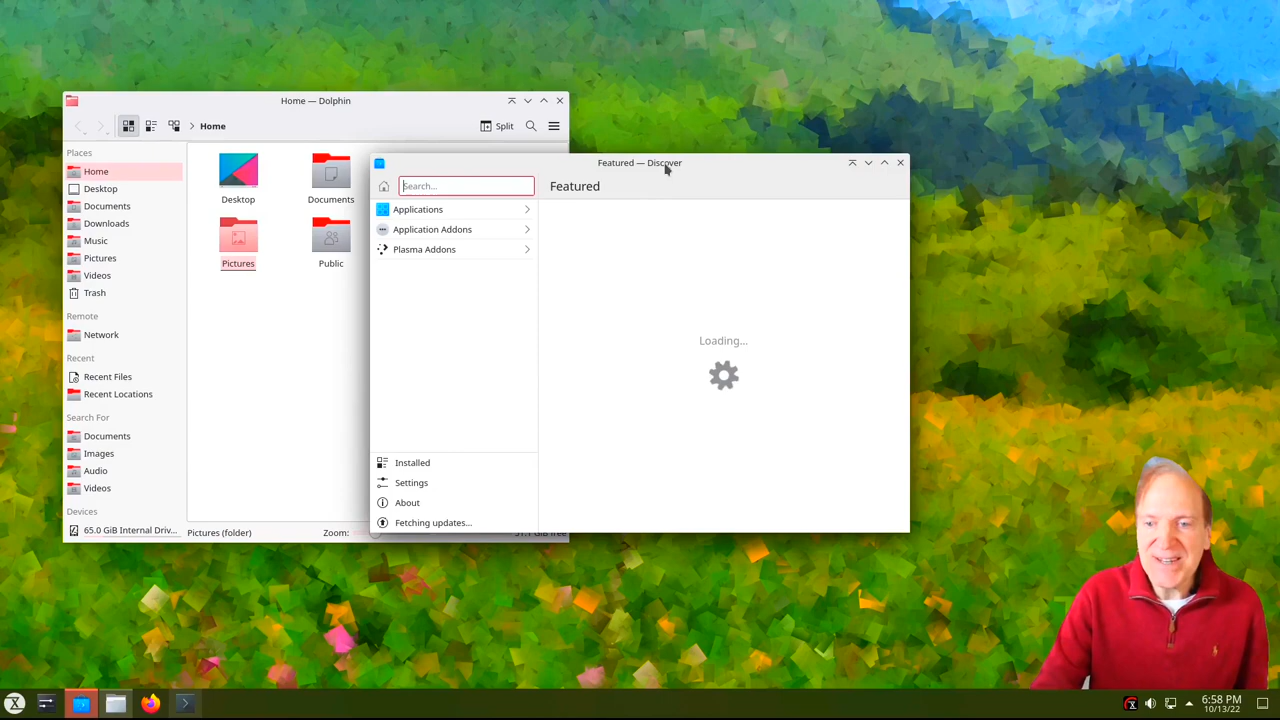 Home — Dolphin
Home
Split
Places
Home
Desktop
Documents
Downloads
Music
Pictures
Videos
Trash
Remote
Network
Recent
Recent Files
Recent Locations
Search For
Documents
Images
Audio
Videos
Devices
65.0 GiB Internal Driv...
Desktop
Documents
Pictures
Public
Pictures (folder)
Zoom:
Featured — Discover
Search...
Featured
Applications
Application Addons
Plasma Addons
Loading...
Installed
Settings
About
Fetching updates...
6:58 PM
10/13/22